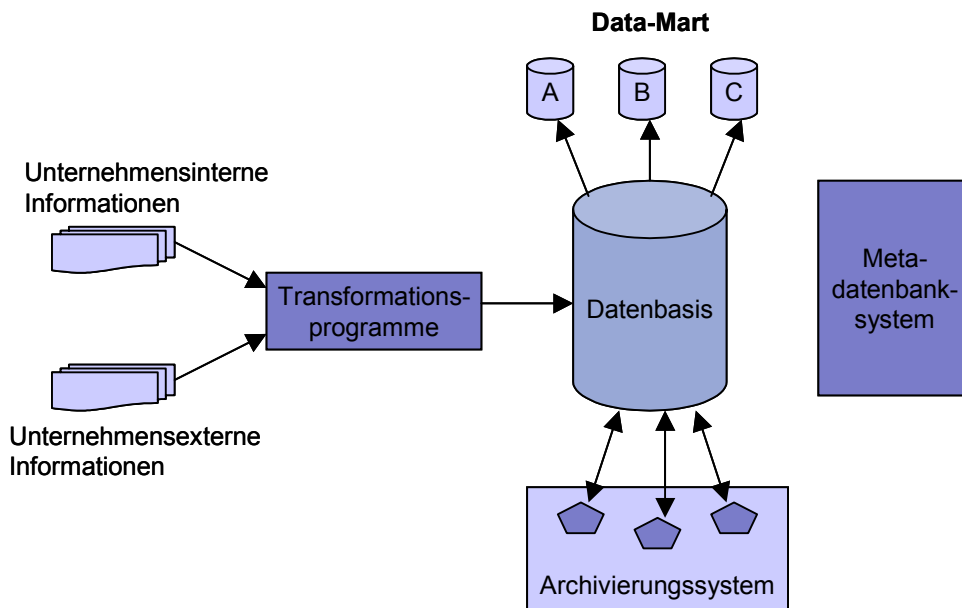 Data-Mart
A
B
C
Unternehmensinterne
Informationen
Transformations-
programme
Datenbasis
Meta-
datenbank-
system
Unternehmensexterne
Informationen
Archivierungssystem